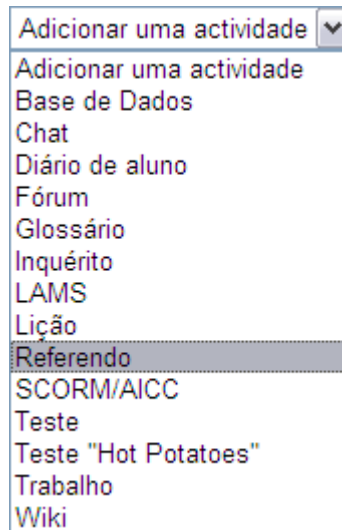 Adicionar uma actividade
Adicionar uma actividade
Base de Dados
Chat
Diário de aluno
Fórum
Glossário
Inquérito
LAMS
Lição
Referendo
SCORM/AICC
Teste
Teste "Hot Potatoes"
Trabalho
Wiki